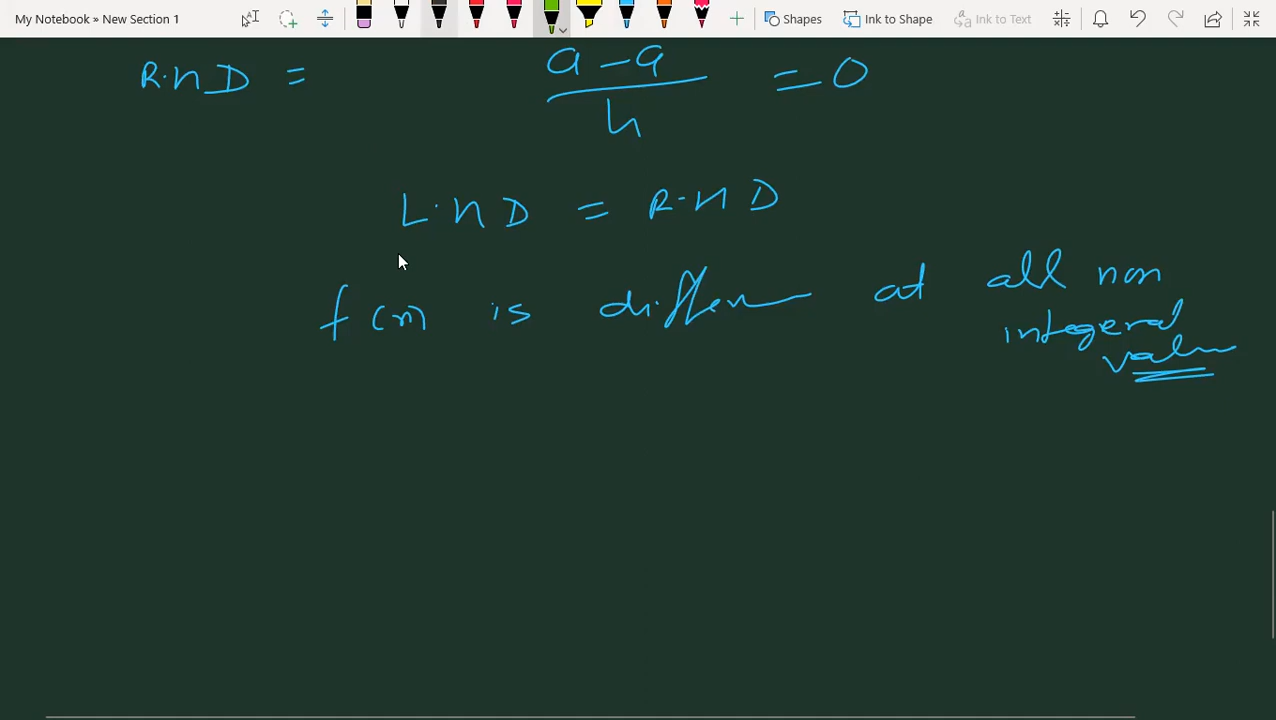 My Notebook » New Section 1
Shapes
Ink to Shape
Ink to Text
R.H D = a - a / h = 0
L.H D = R.H D
f(x) is differen at all non
integeral
value